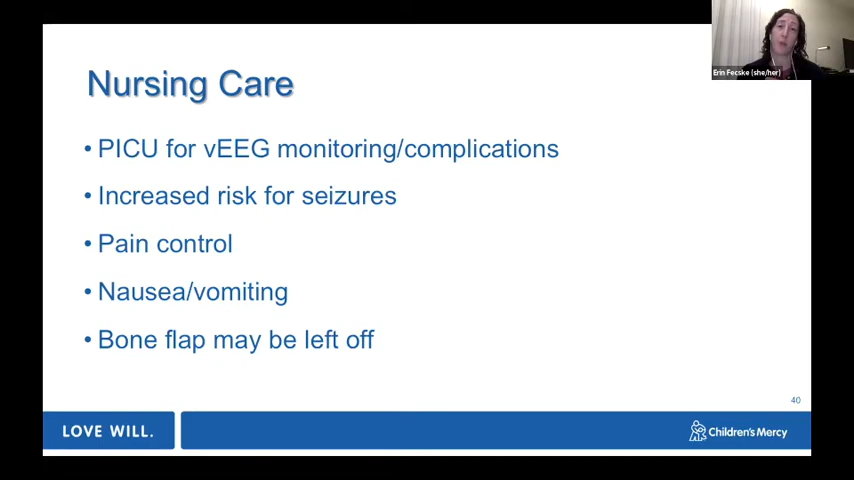 Erin Fecske (she/her)
Nursing Care
• PICU for vEEG monitoring/complications
• Increased risk for seizures
• Pain control
• Nausea/vomiting
• Bone flap may be left off
40
LOVE WILL.
Children's Mercy